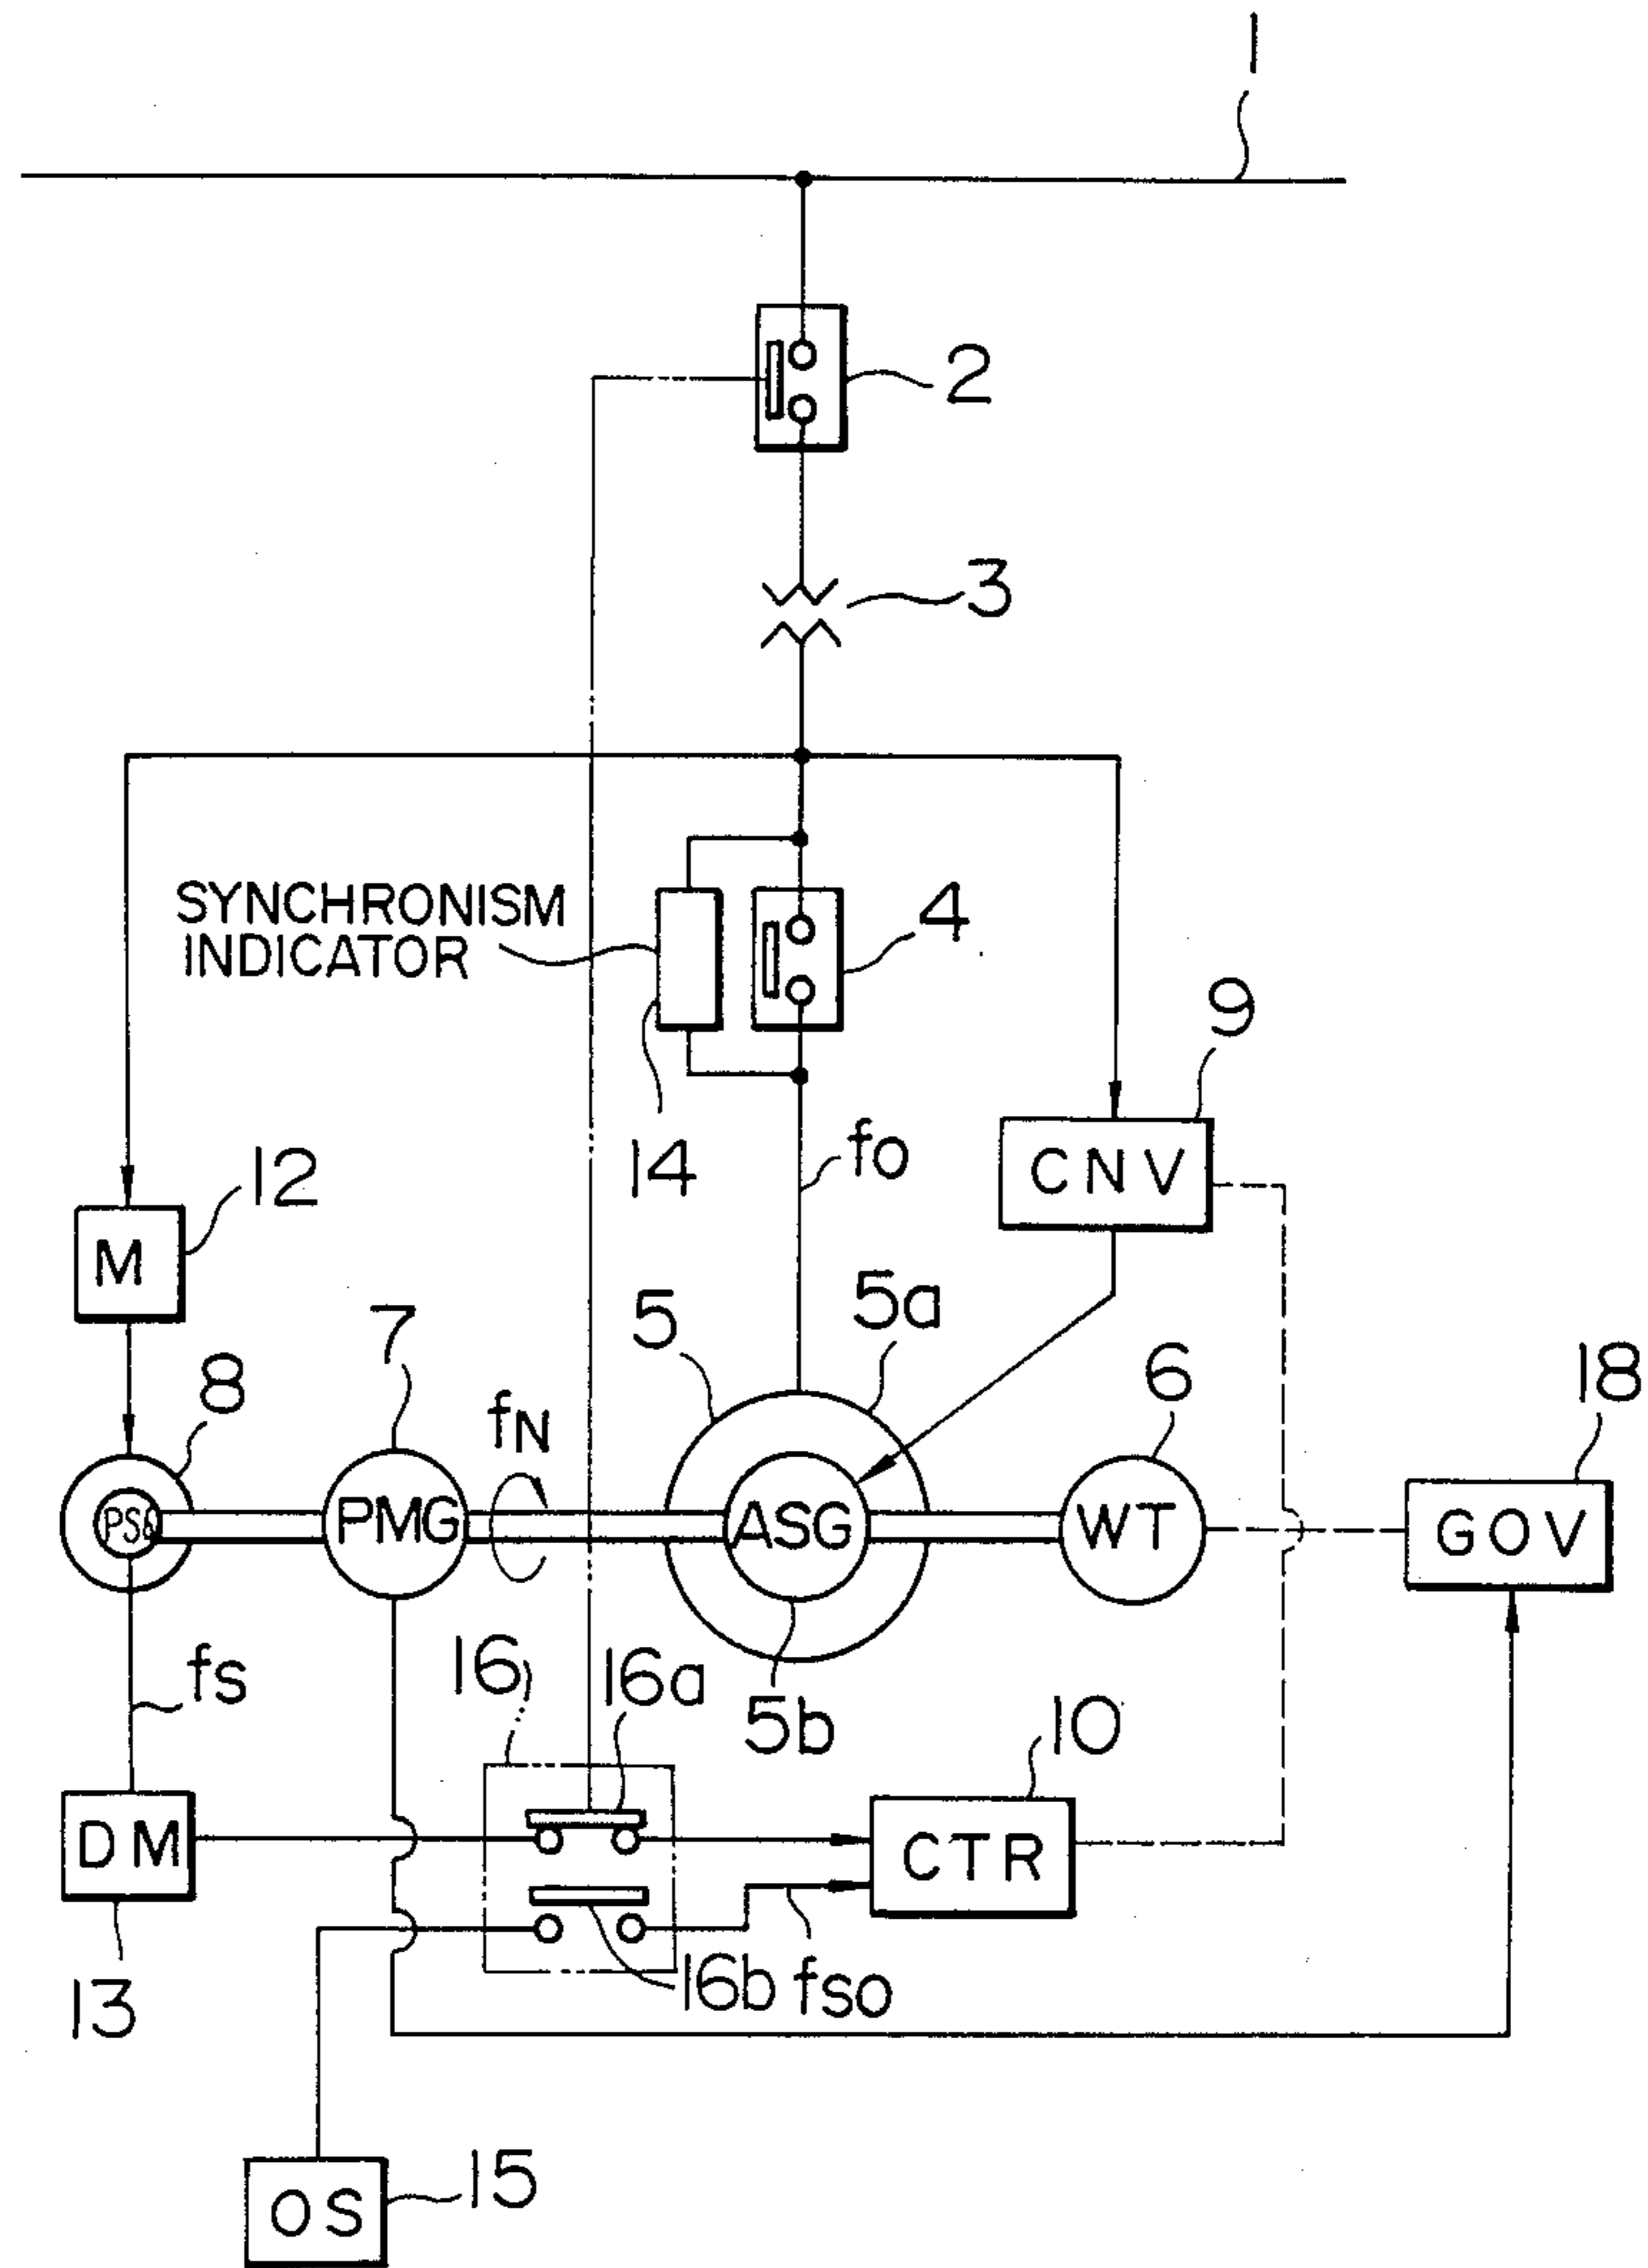 1
2
3
SYNCHRONISM
INDICATOR
4
9
14
fo
CNV
12
M
7
5
5a
6
18
8
fN
PSG
PMG
ASG
WT
GOV
fs
16
16a
5b
10
DM
CTR
13
16b
fso
15
OS